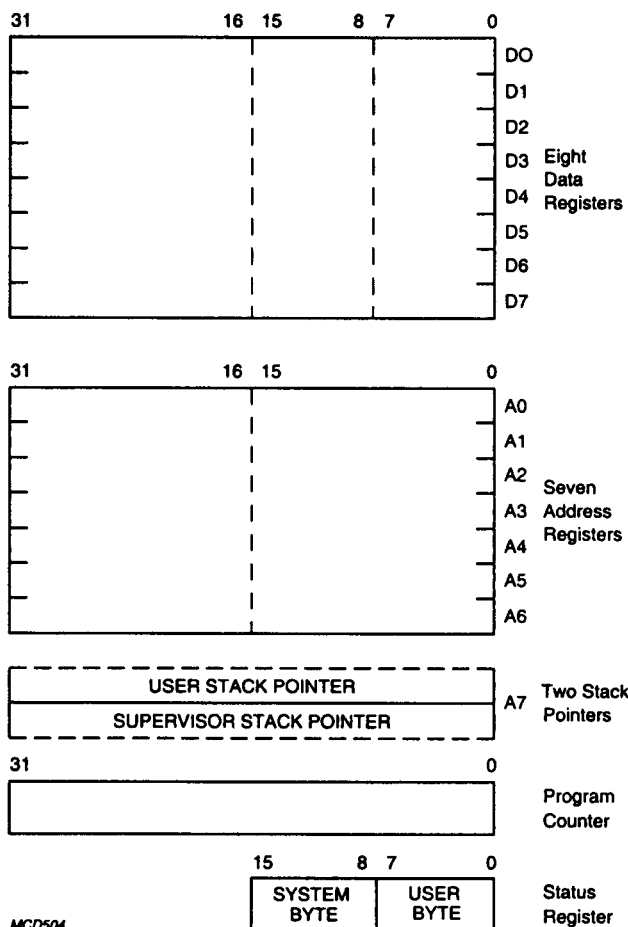 31 16 15 8 7 0
DO
D1
D2
D3
D4
D5
D6
D7
Eight
Data
Registers
31 16 15 0
A0
A1
A2
A3
A4
A5
A6
Seven
Address
Registers
USER STACK POINTER
SUPERVISOR STACK POINTER
A7
Two Stack
Pointers
31 0
Program
Counter
15 8 7 0
SYSTEM
BYTE
USER
BYTE
Status
Register
MCD504